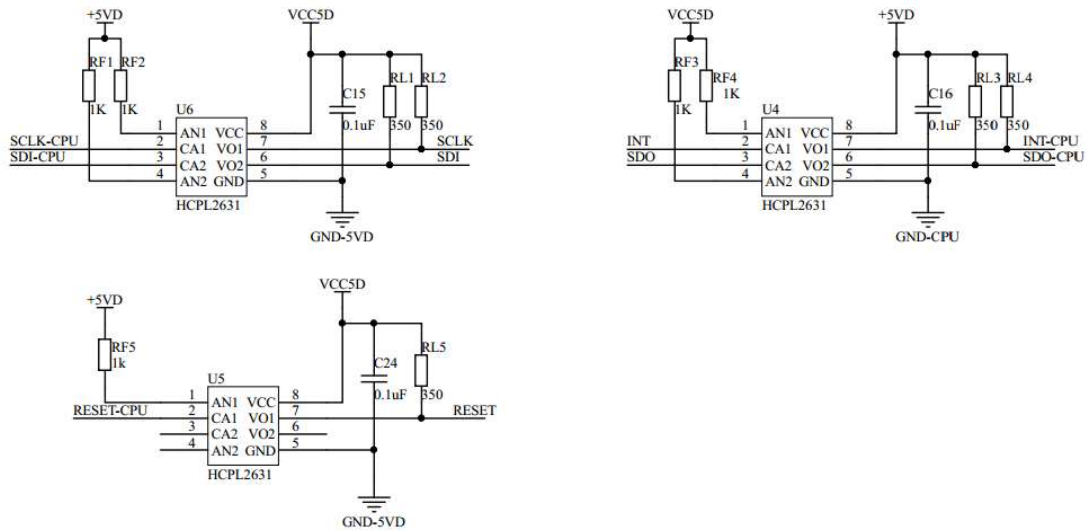 +5VD
VCC5D
RF1
RF2
1K
1K
C15
0.1uF
RL1
RL2
350
350
U6
1 AN1 VCC 8
SCLK-CPU 2 CA1 VO1 7 SCLK
SDI-CPU 3 CA2 VO2 6 SDI
4 AN2 GND 5
HCPL2631
GND-5VD
VCC5D
+5VD
RF3
RF4
1K
1K
C16
0.1uF
RL3
RL4
350
350
U4
1 AN1 VCC 8
INT 2 CA1 VO1 7 INT-CPU
SDO 3 CA2 VO2 6 SDO-CPU
4 AN2 GND 5
HCPL2631
GND-CPU
+5VD
VCC5D
RF5
1k
C24
0.1uF
RL5
350
U5
1 AN1 VCC 8
RESET-CPU 2 CA1 VO1 7 RESET
3 CA2 VO2 6
4 AN2 GND 5
HCPL2631
GND-5VD